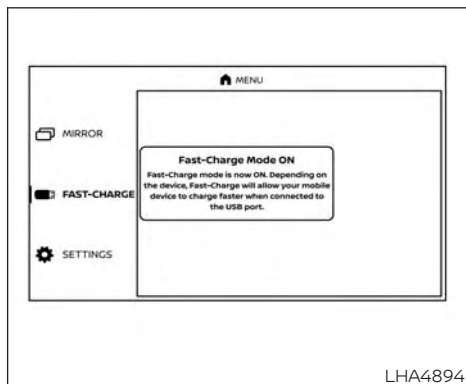 MENU
MIRROR
Fast-Charge Mode ON
Fast-Charge mode is now ON. Depending on
the device, Fast-Charge will allow your mobile
device to charge faster when connected to
the USB port.
FAST-CHARGE
SETTINGS
LHA4894